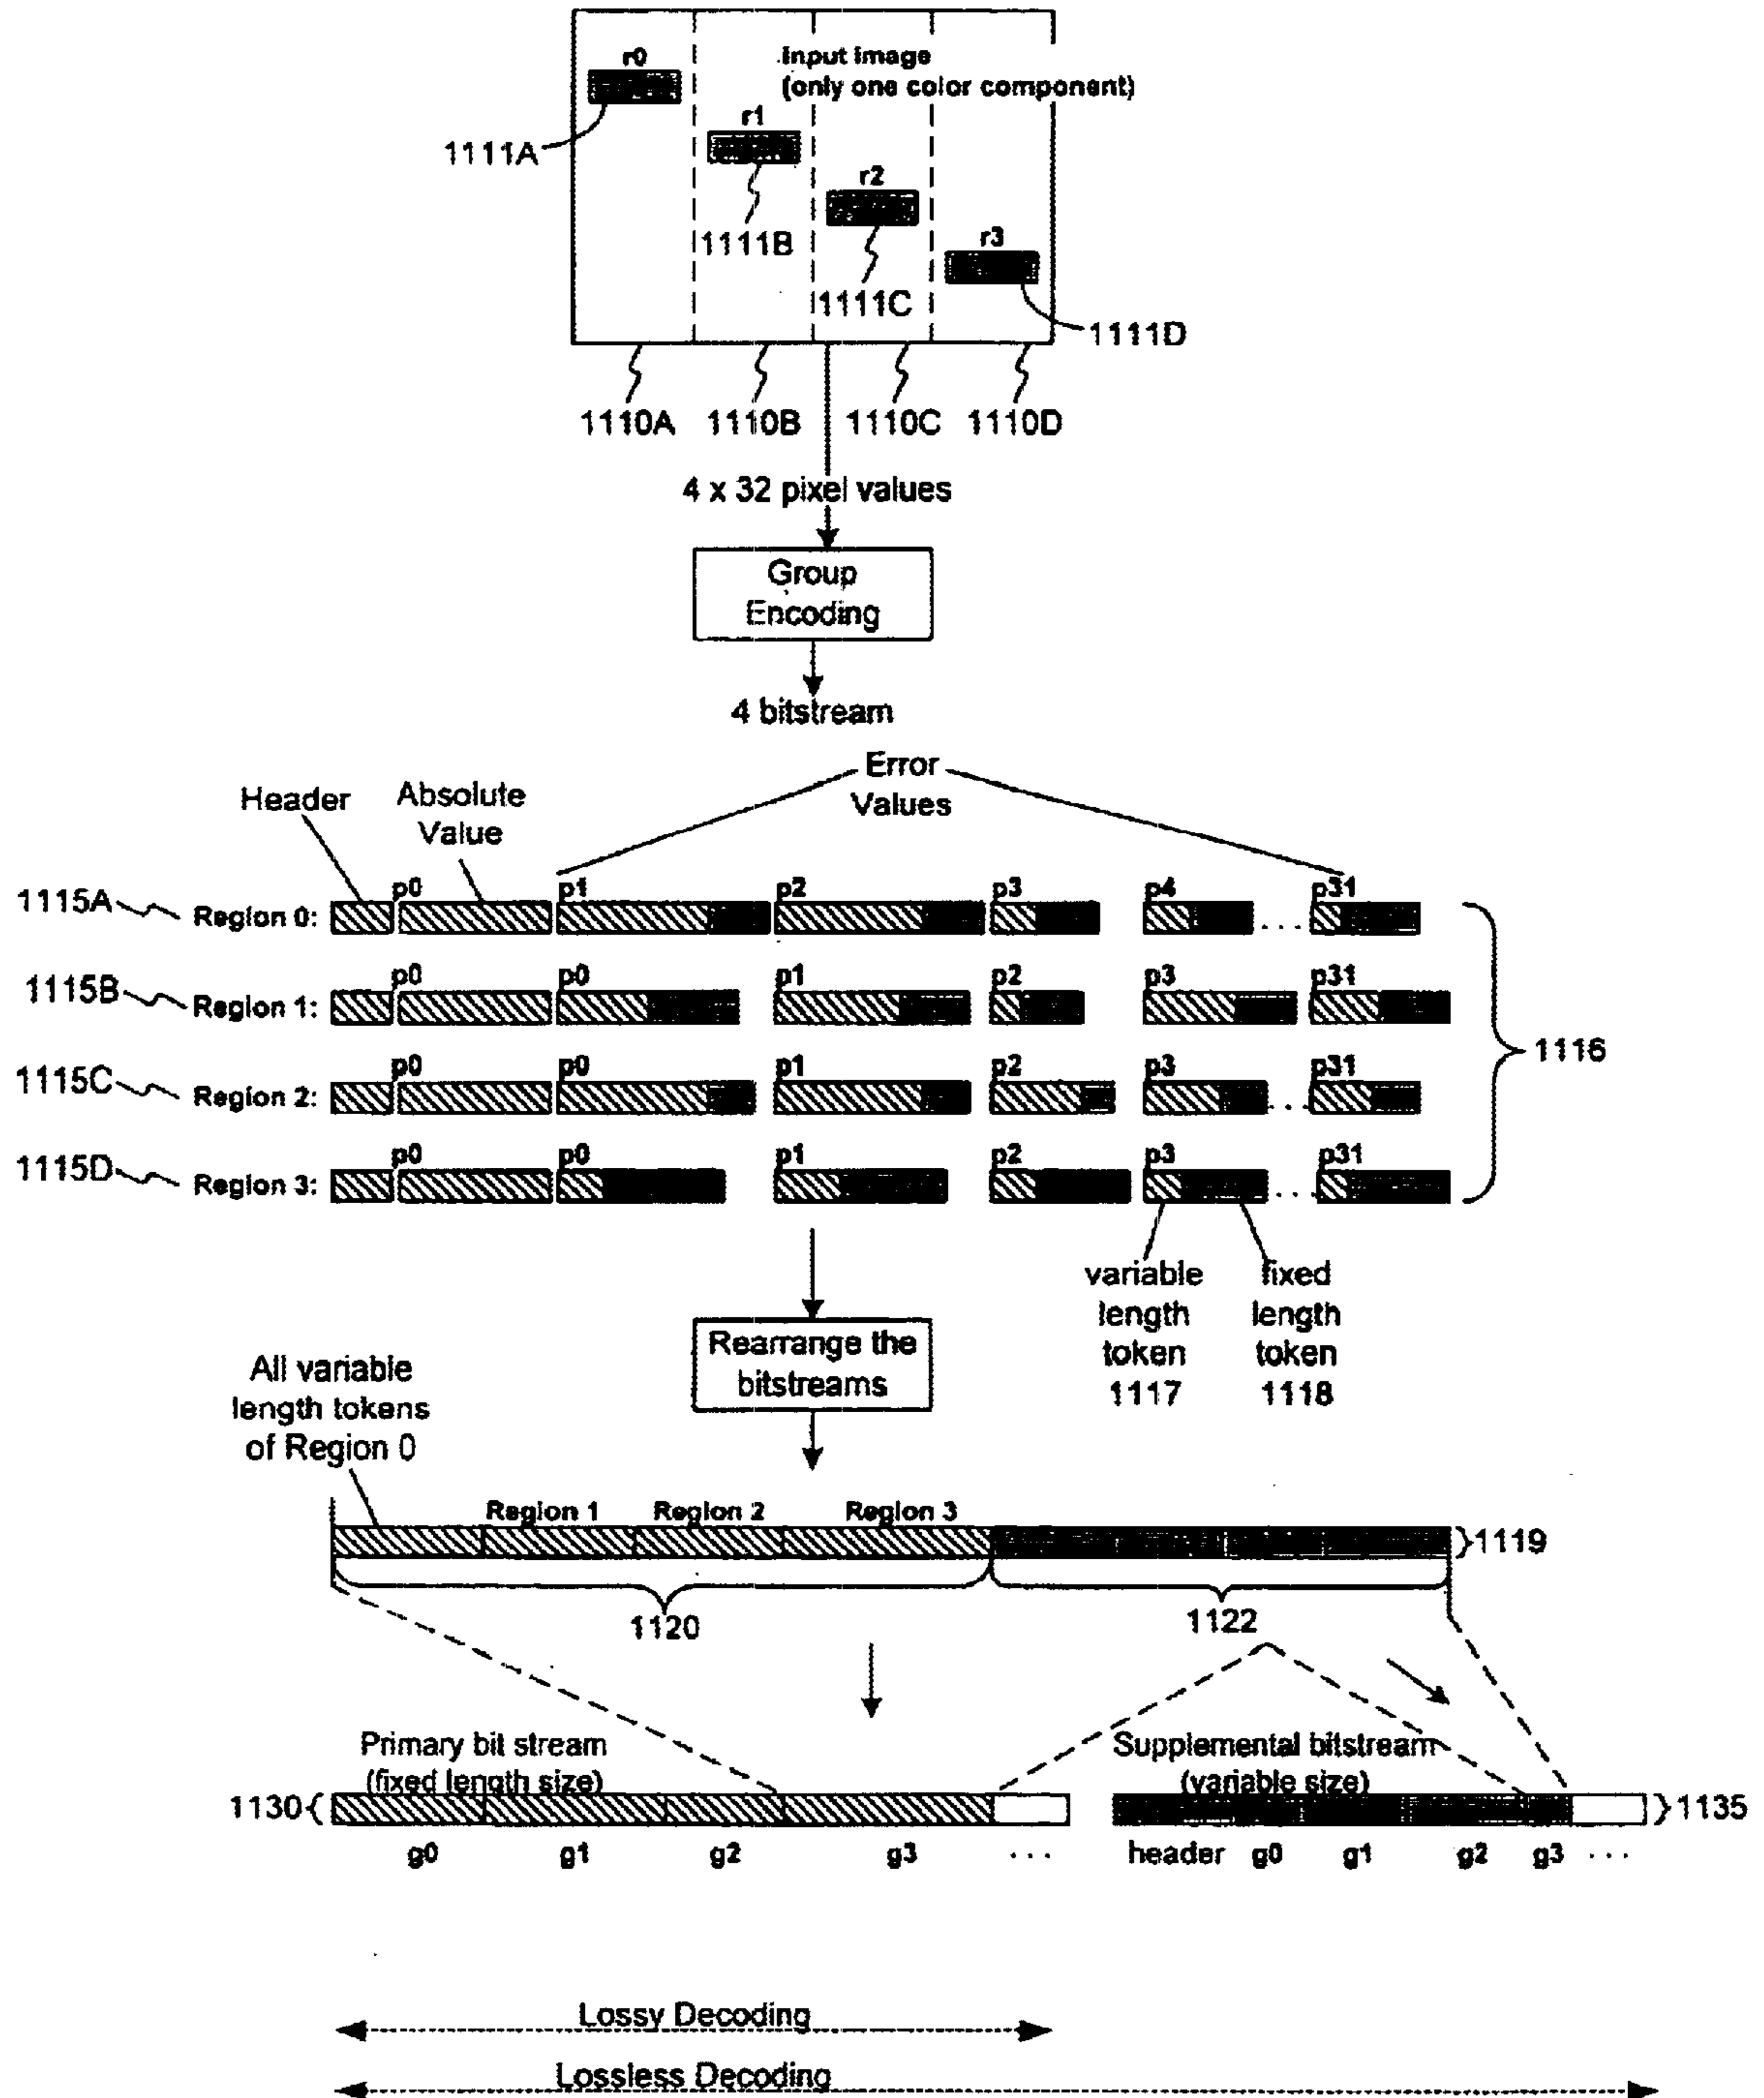 r0
Input Image
(only one color component)
1111A
r1
1111B
r2
1111C
r3
1111D
1110A 1110B 1110C 1110D
4 x 32 pixel values
Group
Encoding
4 bitstream
Error
Values
Header
Absolute
Value
p0 p1 p2 p3 p4 p31
1115A Region 0: ...
p0 p0 p1 p2 p3 p31
1115B Region 1:
1116
p0 p0 p1 p2 p3 p31
1115C Region 2: ...
p0 p0 p1 p2 p3 p31
1115D Region 3: ...
variable
length
token
1117
fixed
length
token
1118
Rearrange the
bitstreams
All variable
length tokens
of Region 0
Region 1 Region 2 Region 3
1119
1120 1122
Primary bit stream
(fixed length size)
Supplemental bitstream
(variable size)
1130 1135
g0 g1 g2 g3 ... header g0 g1 g2 g3 ...
Lossy Decoding
Lossless Decoding